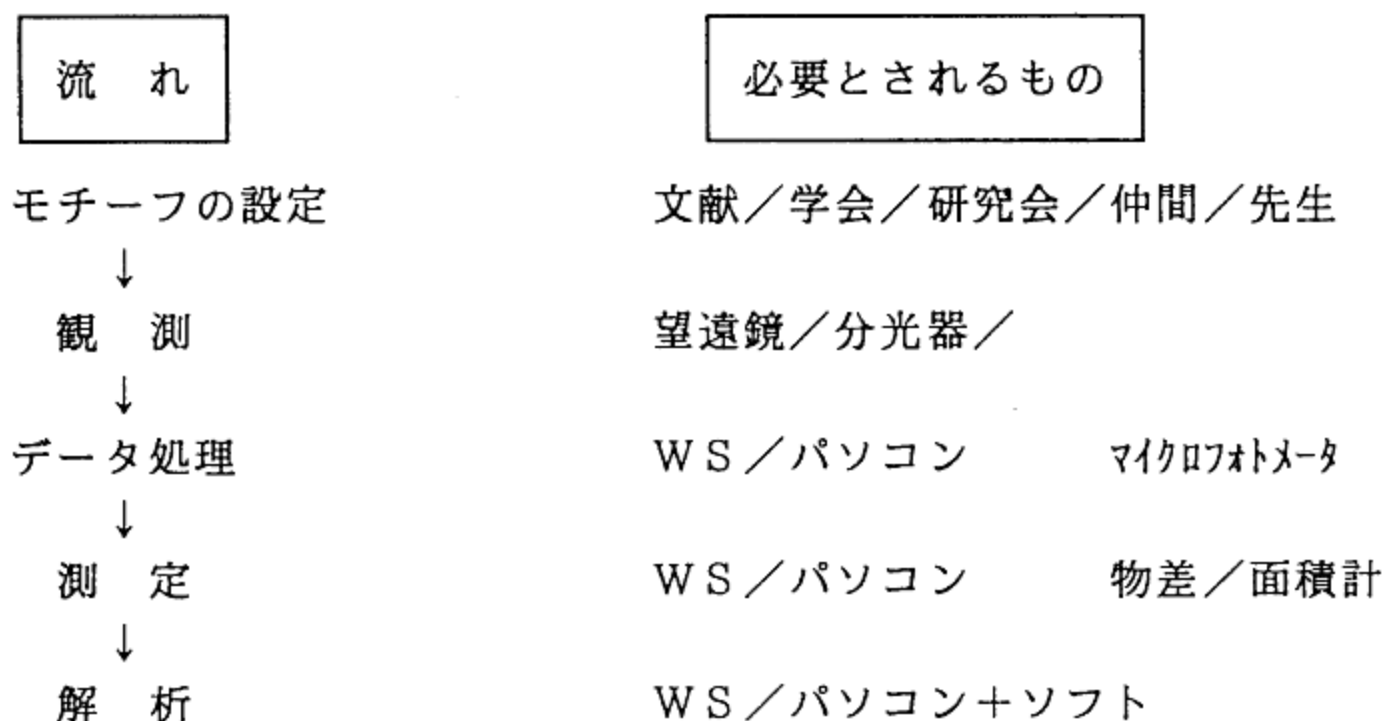 流　れ　　必要とされるもの
モチーフの設定　　文献／学会／研究会／仲間／先生
↓
観　測　　望遠鏡／分光器／
↓
データ処理　　ＷＳ／パソコン　　ﾏｲｸﾛﾌｫﾄﾒｰﾀ
↓
測　定　　ＷＳ／パソコン　　物差／面積計
↓
解　析　　ＷＳ／パソコン＋ソフト